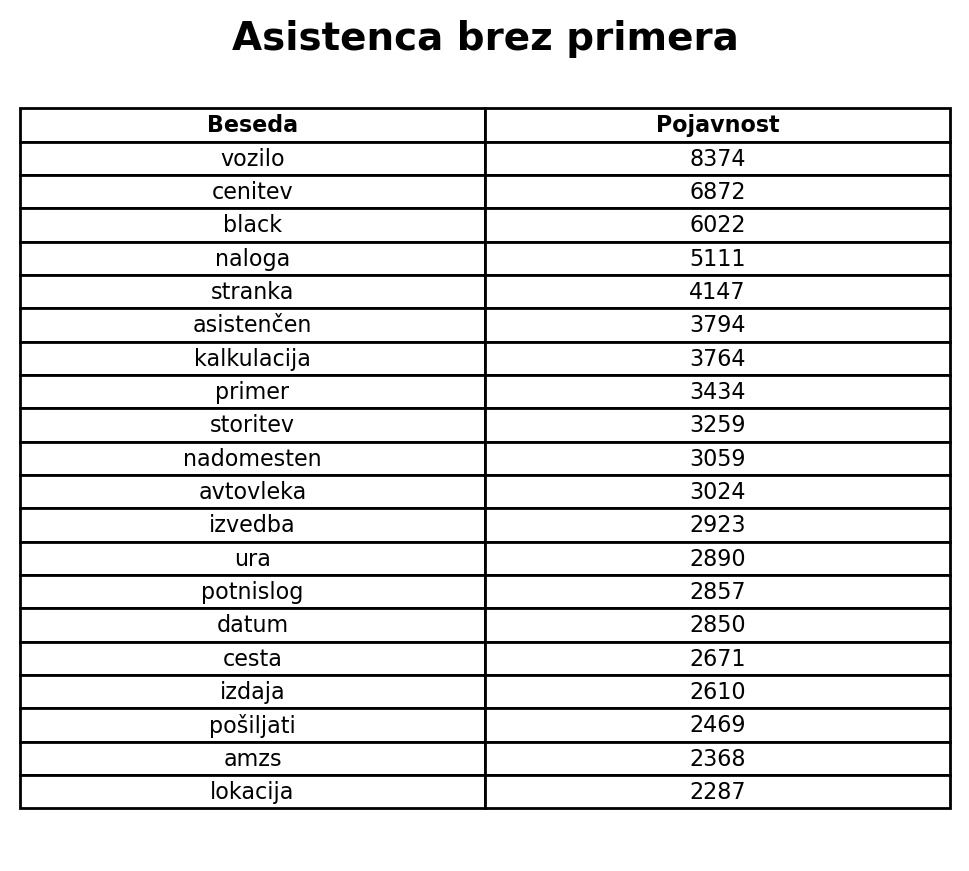 Asistenca brez primera
Beseda Pojavnost
vozilo 8374
cenitev 6872
black 6022
naloga 5111
stranka 4147
asistenčen 3794
kalkulacija 3764
primer 3434
storitev 3259
nadomesten 3059
avtovleka 3024
izvedba 2923
ura 2890
potnislog 2857
datum 2850
cesta 2671
izdaja 2610
pošiljati 2469
amzs 2368
lokacija 2287